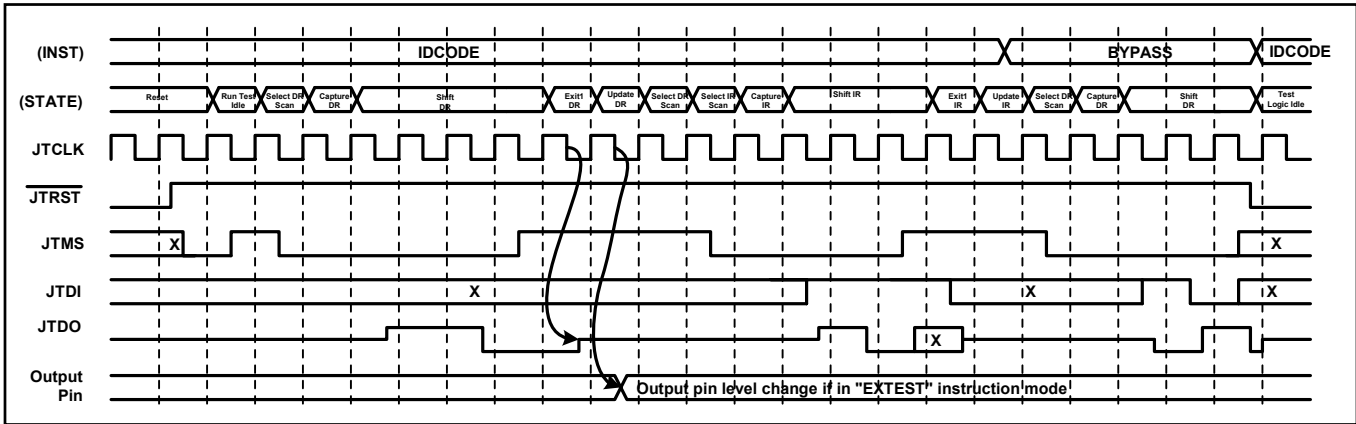 (INST)
IDCODE
BYPASS
IDCODE
(STATE)
Reset
Run Test
Idle
Select DR
Scan
Capture
DR
Shift
DR
Exit1
DR
Update
DR
Select DR
Scan
Select IR
Scan
Capture
IR
Shift IR
Exit1
IR
Update
IR
Select DR
Scan
Capture
DR
Shift
DR
Test
Logic Idle
JTCLK
JTRST
JTMS
X
X
JTDI
X
X
X
JTDO
X
Output
Pin
Output pin level change if in "EXTEST" instruction mode